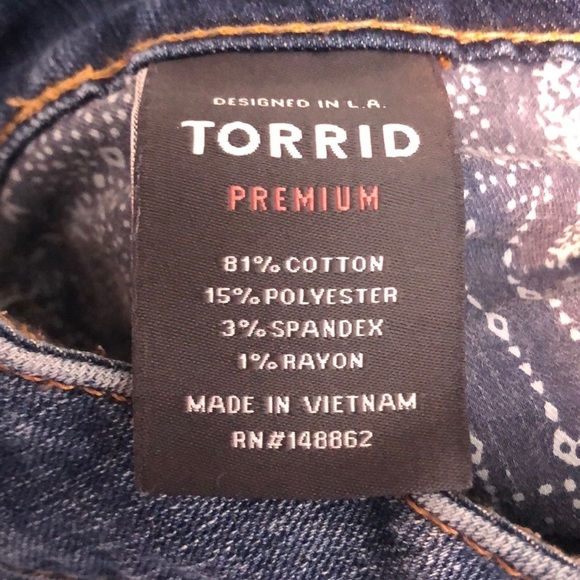 DESIGNED IN L.A.
TORRID
PREMIUM
81% COTTON
15% POLYESTER
3% SPANDEX
1% RAYON
MADE IN VIETNAM
RN#148862